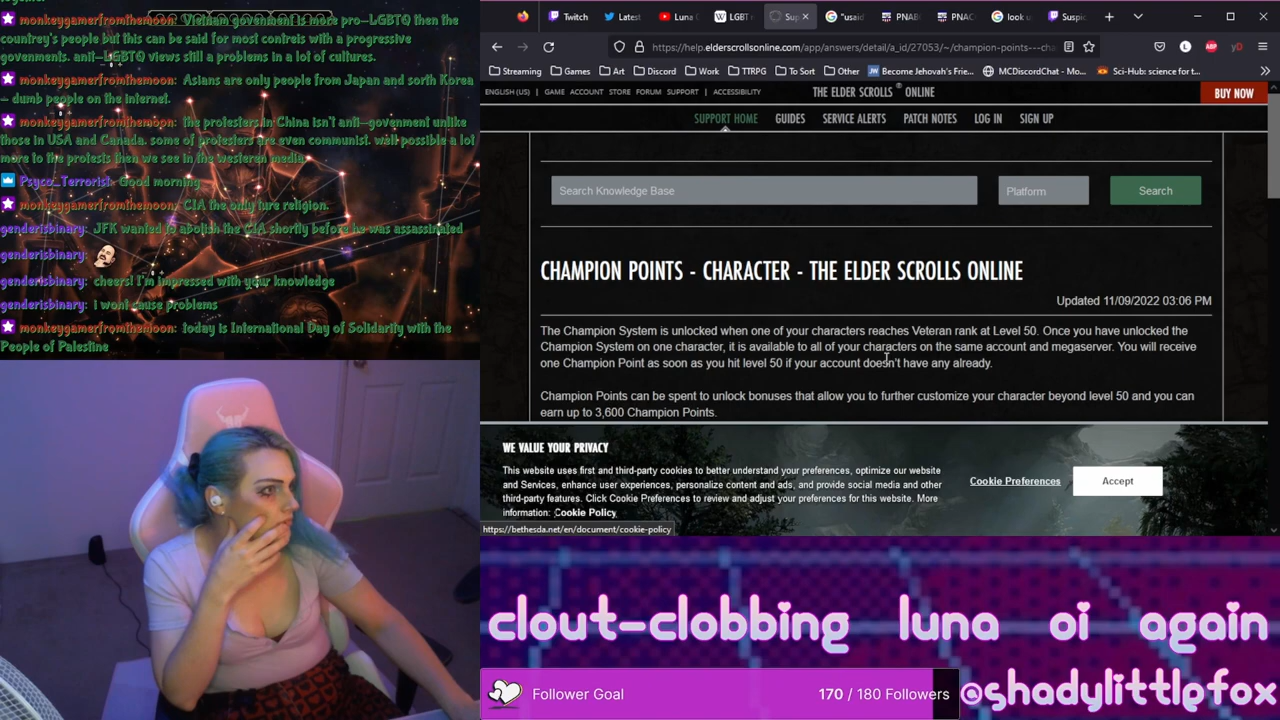 together.
monkeygamerfromthemoon: Vietnam govenment is more pro-LGBTQ then the
countrey's people but this can be said for most contreis with a progressive
govenments. anit-LGBTQ views still a problems in a lot of cultures.
monkeygamerfromthemoon: Asians are only people from Japan and sorth Korea
- dumb people on the internet.
monkeygamerfromthemoon: the protesters in China isn't anti-govenment unlike
those in USA and Canada. some of protesters are even communist. well possible a lot
more to the protests then we see in the westeren media.
Psyco_Terrorist: Good morning
monkeygamerfromthemoon: CIA the only ture religion.
genderisbinary: JFK wanted to abolish the CIA shortly before he was assassinated
genderisbinary:
genderisbinary: cheers! I'm impressed with your knowledge
genderisbinary: i wont cause problems
monkeygamerfromthemoon: today is International Day of Solidarity with the
People of Palestine
Twitch
Latest
Luna
LGBT
Sup
"usaid
PNAB
PNAC
look u
Suspic
https://help.elderscrollsonline.com/app/answers/detail/a_id/27053/~/champion-points---cha
Streaming
Games
Art
Discord
Work
TTRPG
To Sort
Other
Become Jehovah's Frie...
MCDiscordChat - Mo...
Sci-Hub: science for t...
ENGLISH (US) | GAME ACCOUNT STORE FORUM SUPPORT | ACCESSIBILITY
THE ELDER SCROLLS® ONLINE
BUY NOW
SUPPORT HOME GUIDES SERVICE ALERTS PATCH NOTES LOG IN SIGN UP
Search Knowledge Base
Platform
Search
CHAMPION POINTS - CHARACTER - THE ELDER SCROLLS ONLINE
Updated 11/09/2022 03:06 PM
The Champion System is unlocked when one of your characters reaches Veteran rank at Level 50. Once you have unlocked the
Champion System on one character, it is available to all of your characters on the same account and megaserver. You will receive
one Champion Point as soon as you hit level 50 if your account doesn't have any already.
Champion Points can be spent to unlock bonuses that allow you to further customize your character beyond level 50 and you can
earn up to 3,600 Champion Points.
WE VALUE YOUR PRIVACY
This website uses first and third-party cookies to better understand your preferences, optimize our website
and Services, enhance user experiences, personalize content and ads, and provide social media and other
third-party features. Click Cookie Preferences to review and adjust your preferences for this website. More
information: Cookie Policy.
Cookie Preferences
Accept
https://bethesda.net/en/document/cookie-policy
clout-clobbing luna oi again
Follower Goal
170 / 180 Followers
@shadylittlefox